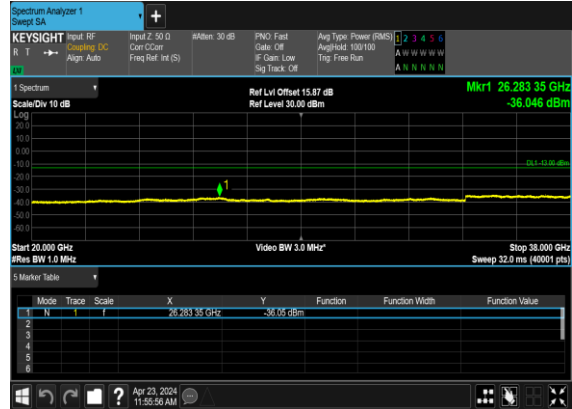 Spectrum Analyzer 1
Swept SA
+
KEYSIGHT Input: RF Input Z: 50 Ω #Atten: 30 dB PNO: Fast Avg Type: Power (RMS) 1 2 3 4 5 6
R T Coupling: DC Corr CCorr Gate: Off Avg|Hold: 100/100 A W W W W W
Align: Auto Freq Ref: Int (S) IF Gain: Low Trig: Free Run
LW Sig Track: Off A N N N N N
1 Spectrum Ref Lvl Offset 15.87 dB Mkr1 26.283 35 GHz
Scale/Div 10 dB Ref Level 30.00 dBm -36.046 dBm
Log
20.0
10.0
0.00
-10.0 DL1 -13.00 dBm
-20.0
-30.0 1
-40.0
-50.0
-60.0
Start 20.000 GHz Video BW 3.0 MHz* Stop 38.000 GHz
#Res BW 1.0 MHz Sweep 32.0 ms (40001 pts)
5 Marker Table
Mode Trace Scale X Y Function Function Width Function Value
1 N 1 f 26.283 35 GHz -36.05 dBm
2
3
4
5
6
? Apr 23, 2024
11:55:56 AM